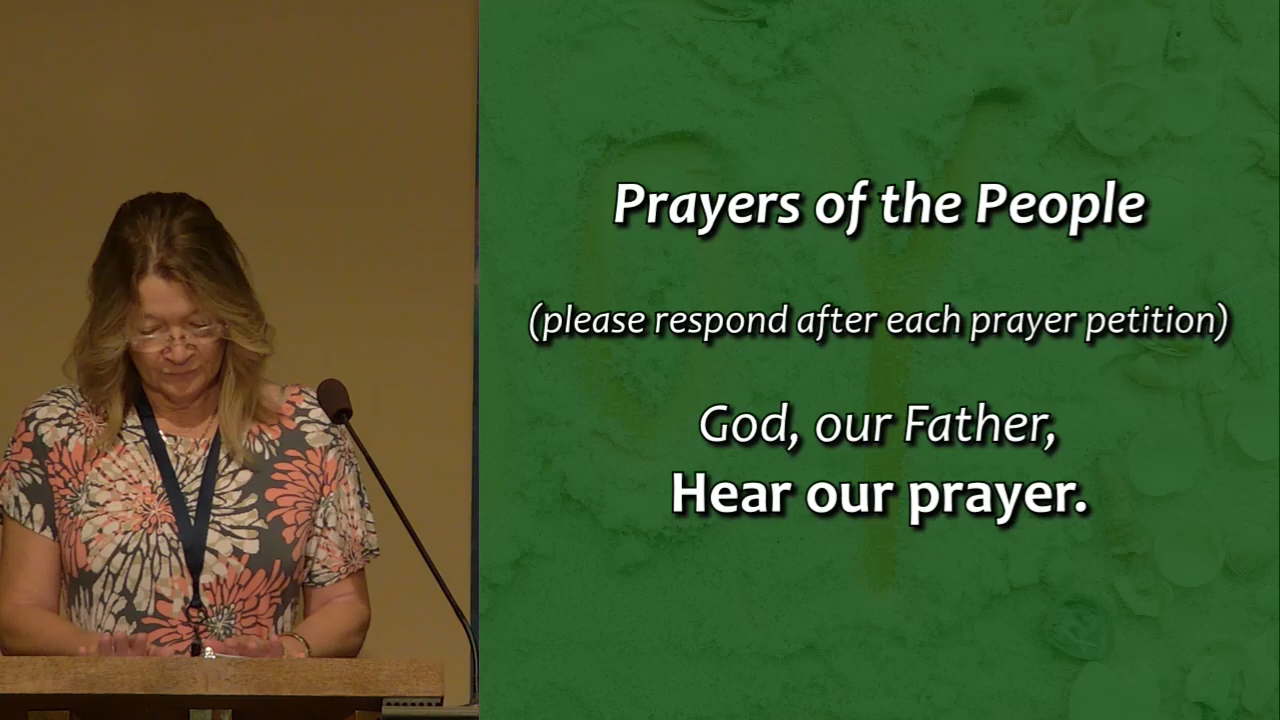 Prayers of the People
(please respond after each prayer petition)
God, our Father,
Hear our prayer.